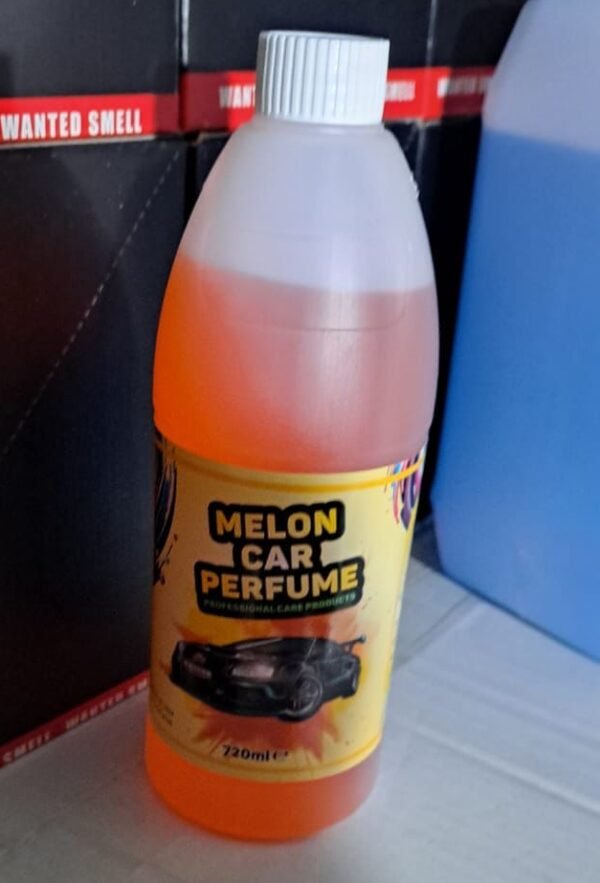 WANTED SMELL
MELON
CAR
PERFUME
PROFESSIONAL CARE PRODUCTS
720ml